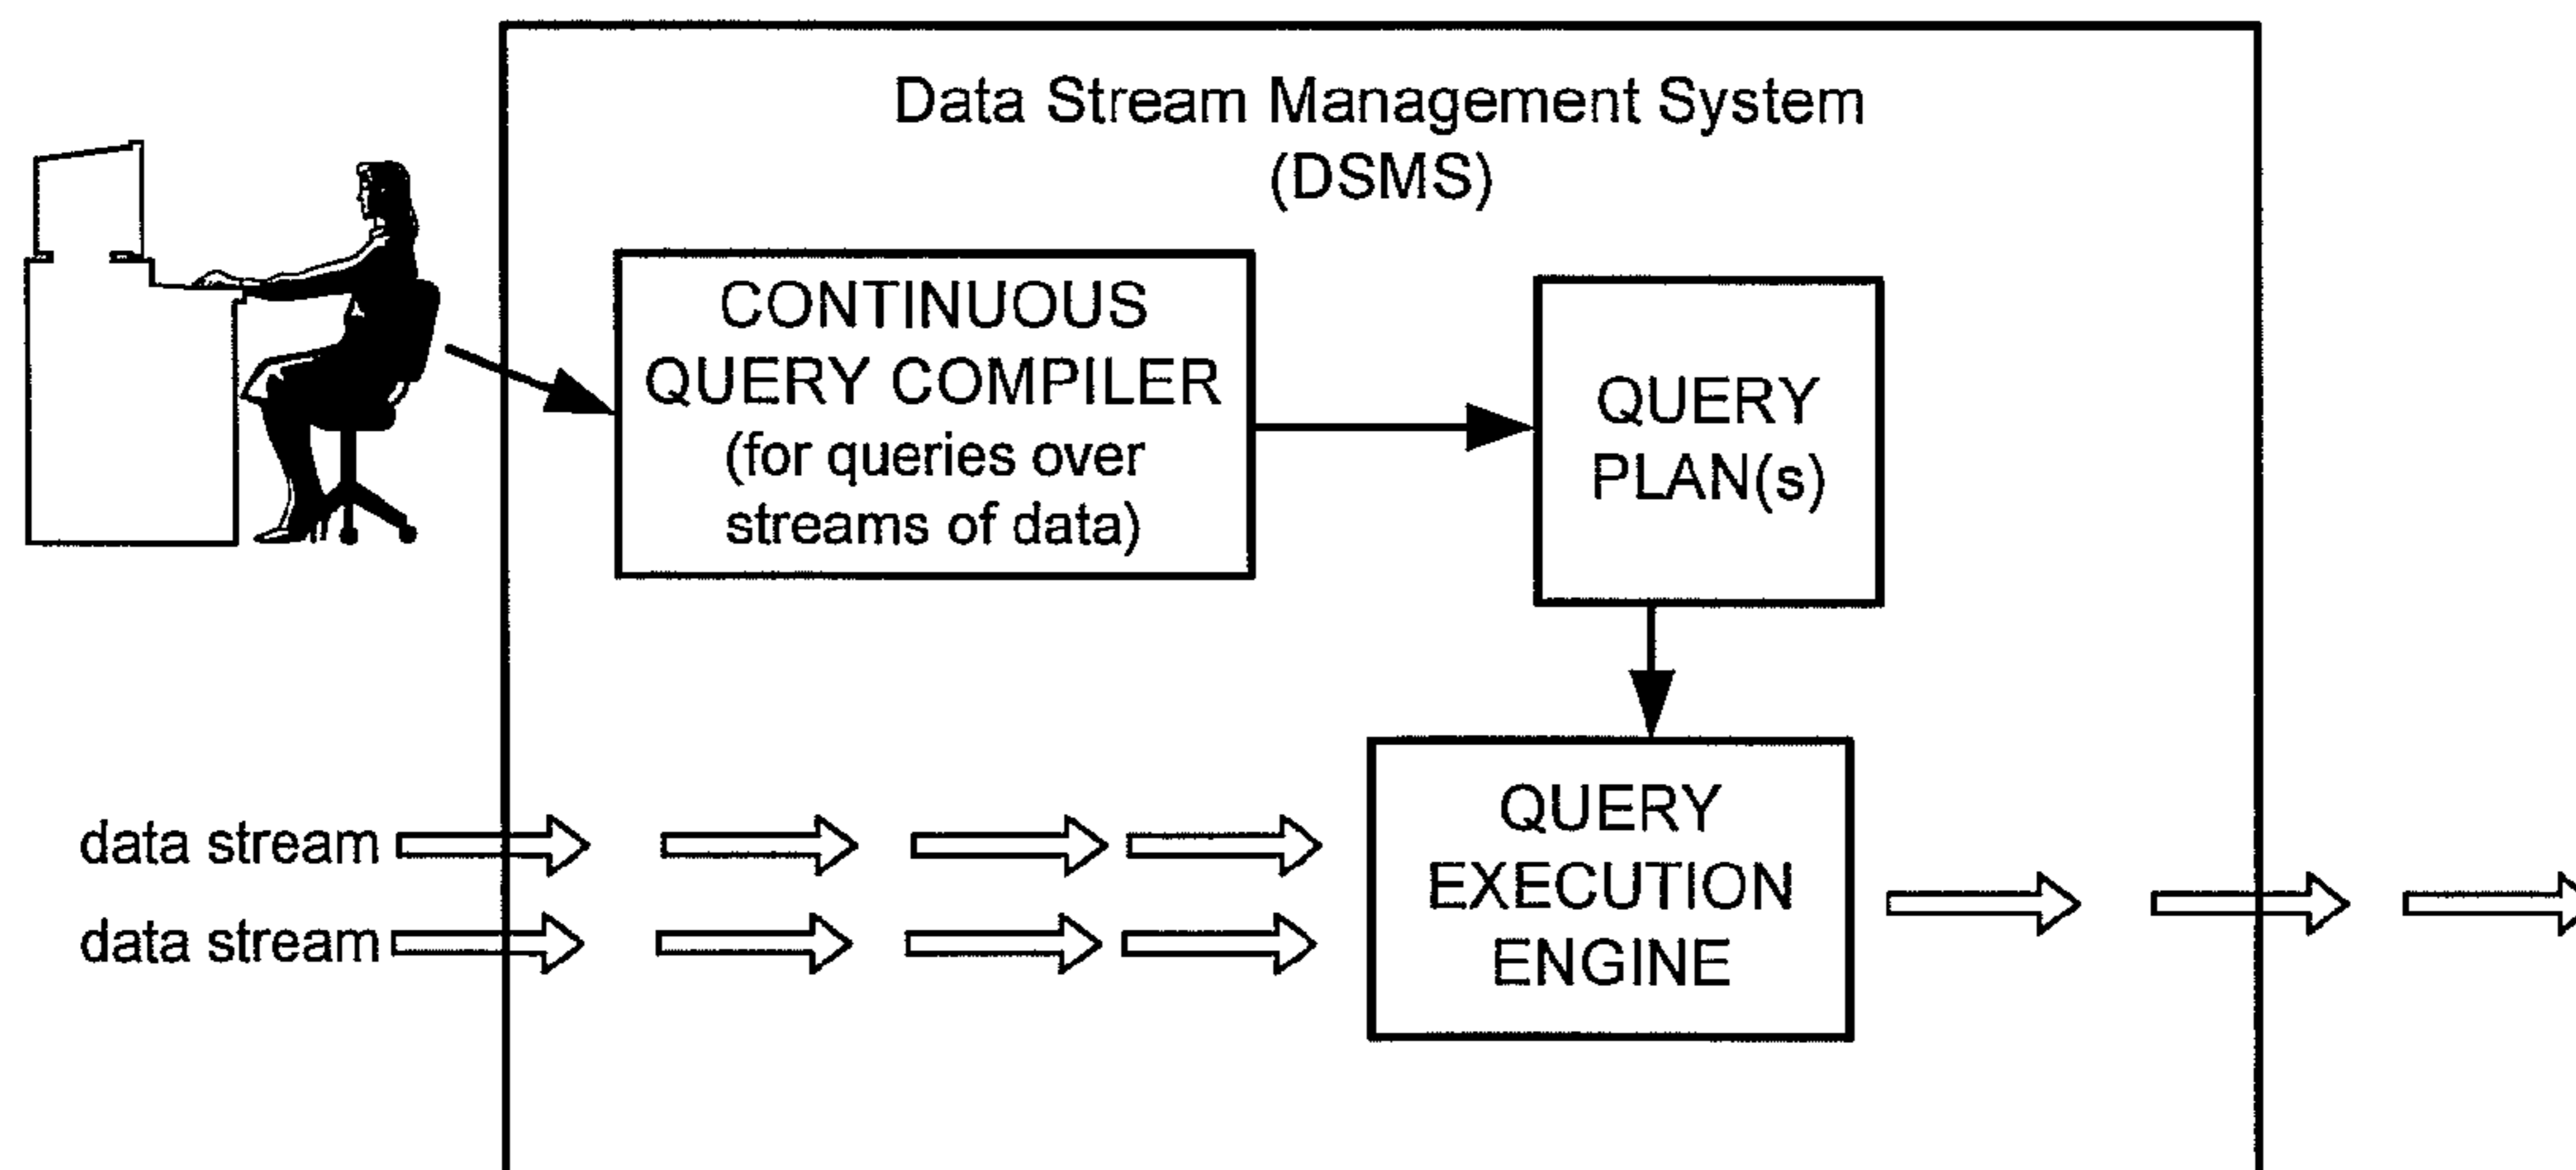 Data Stream Management System
(DSMS)
CONTINUOUS
QUERY COMPILER
(for queries over
streams of data)
QUERY
PLAN(s)
data stream
data stream
QUERY
EXECUTION
ENGINE